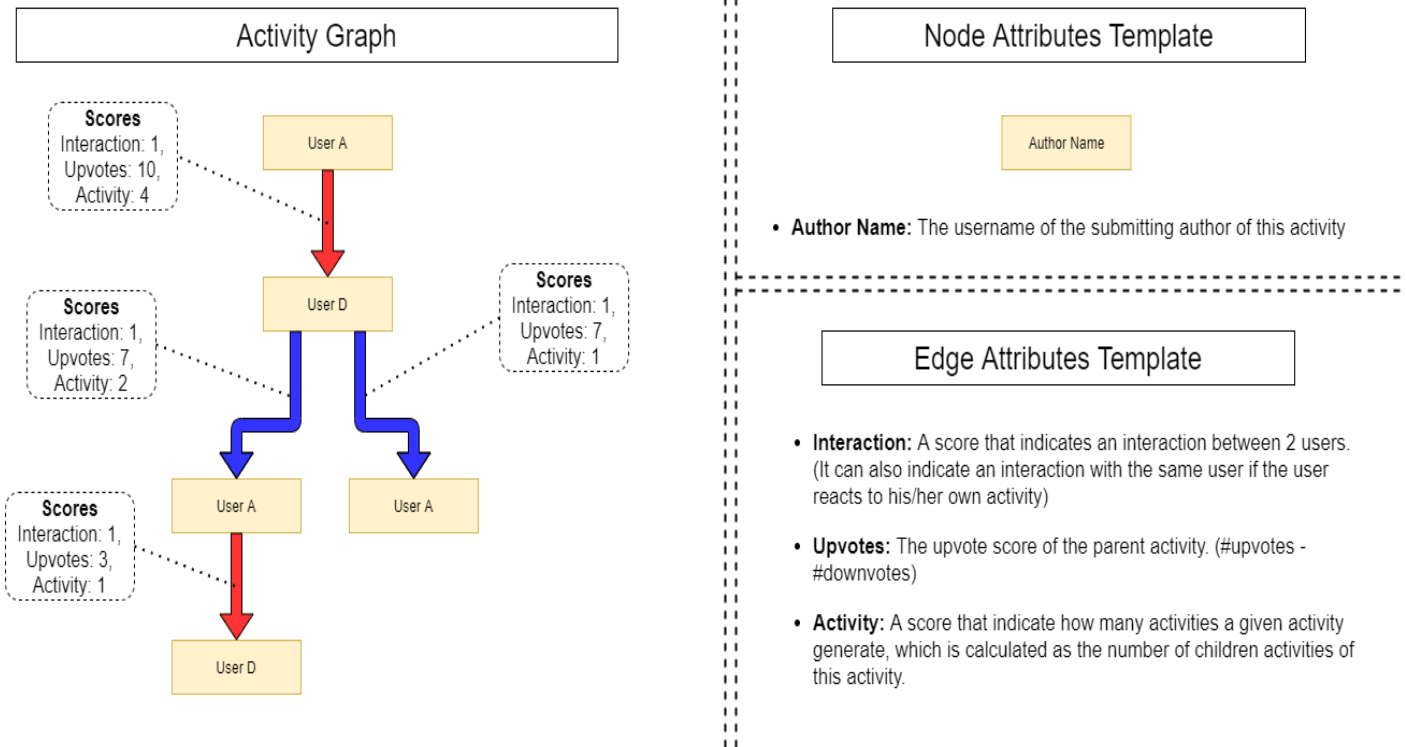 Activity Graph
Scores
Interaction: 1,
Upvotes: 10,
Activity: 4
User A
User D
Scores
Interaction: 1,
Upvotes: 7,
Activity: 1
Scores
Interaction: 1,
Upvotes: 7,
Activity: 2
User A
User A
Scores
Interaction: 1,
Upvotes: 3,
Activity: 1
User D
Node Attributes Template
Author Name
• Author Name: The username of the submitting author of this activity
Edge Attributes Template
• Interaction: A score that indicates an interaction between 2 users.
(It can also indicate an interaction with the same user if the user
reacts to his/her own activity)
• Upvotes: The upvote score of the parent activity. (#upvotes -
#downvotes)
• Activity: A score that indicate how many activities a given activity
generate, which is calculated as the number of children activities of
this activity.